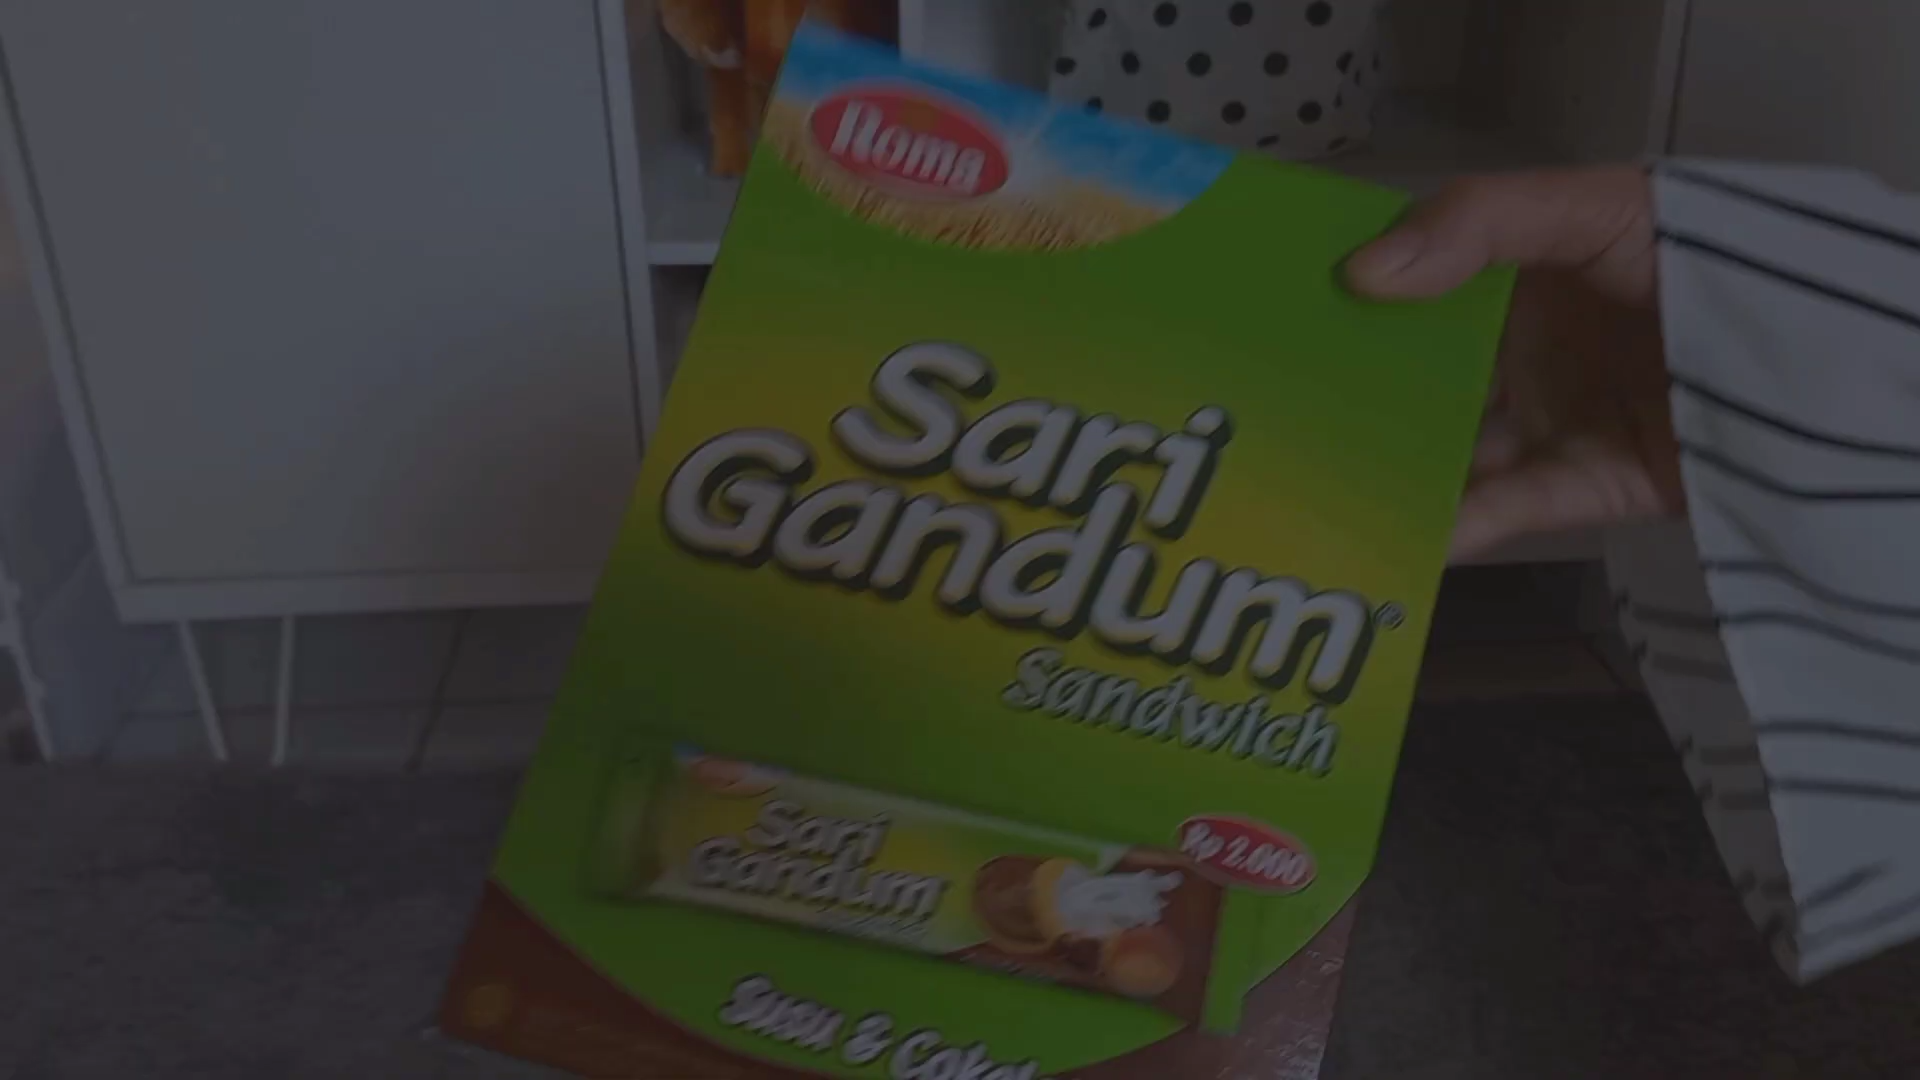 Roma
Sari
Gandum®
Sandwich
Sari
Gandum
Rp 2.000
Susu &